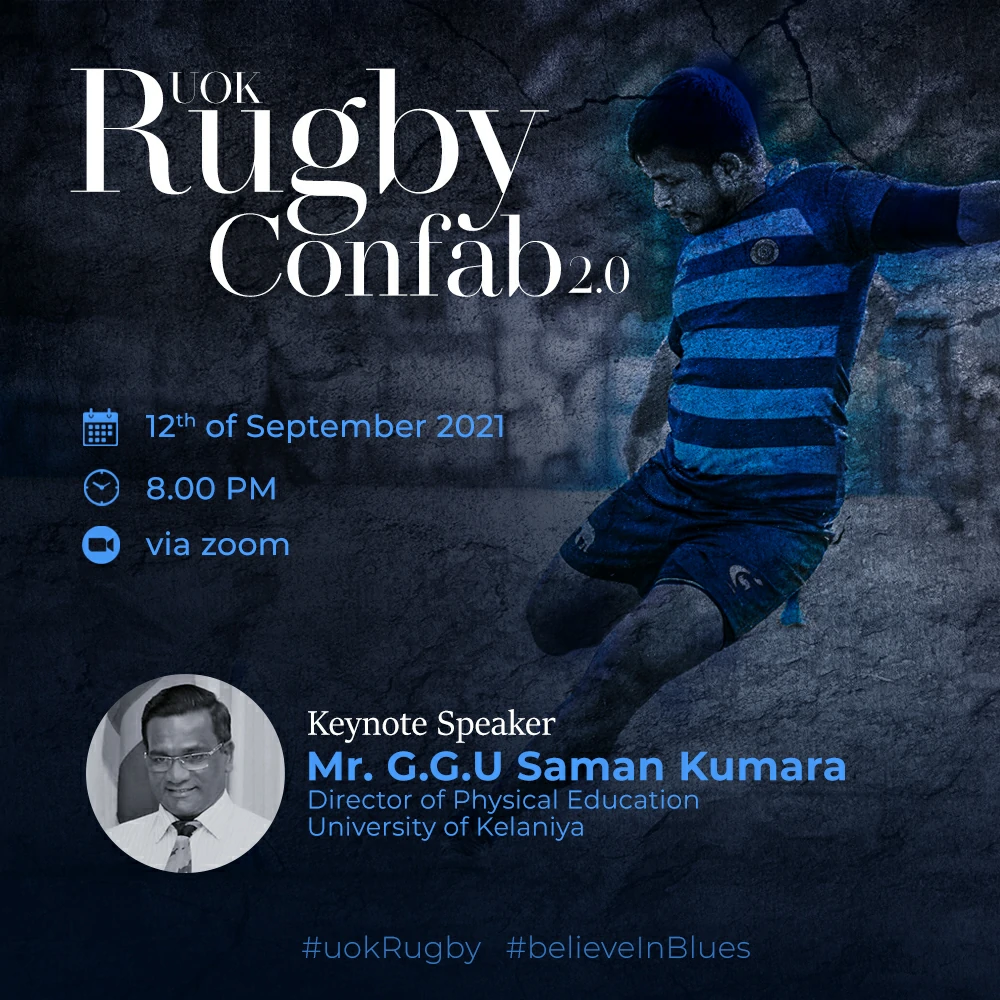 UOK
Rugby
Confab 2.0
12th of September 2021
8.00 PM
via zoom
Keynote Speaker
Mr. G.G.U Saman Kumara
Director of Physical Education
University of Kelaniya
#uokRugby #believeInBlues